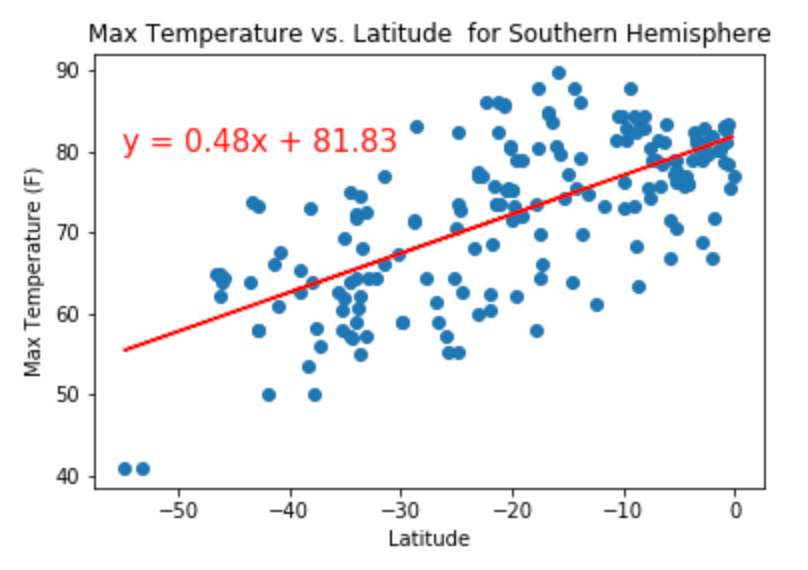 Max Temperature vs. Latitude  for Southern Hemisphere
90
80
70
60
50
40
y = 0.48x + 81.83
Max Temperature (F)
−50 −40 −30 −20 −10 0
Latitude